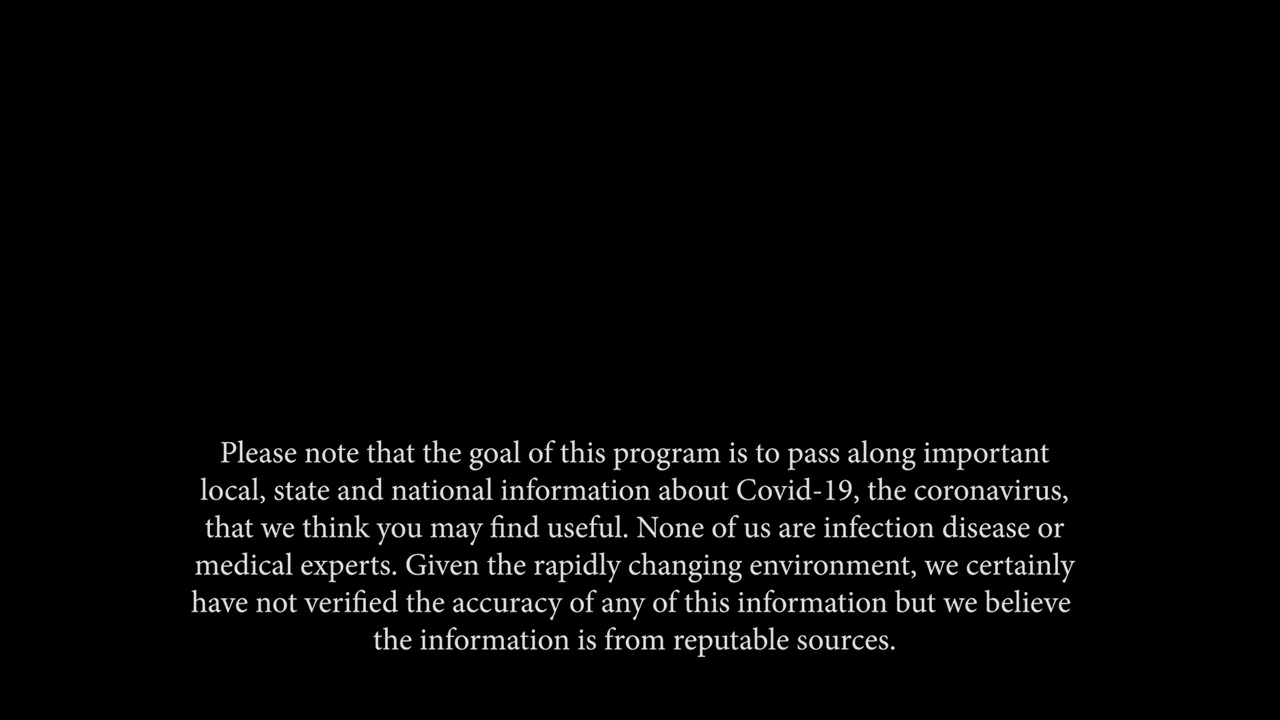 Please note that the goal of this program is to pass along important
local, state and national information about Covid-19, the coronavirus,
that we think you may find useful. None of us are infection disease or
medical experts. Given the rapidly changing environment, we certainly
have not verified the accuracy of any of this information but we believe
the information is from reputable sources.